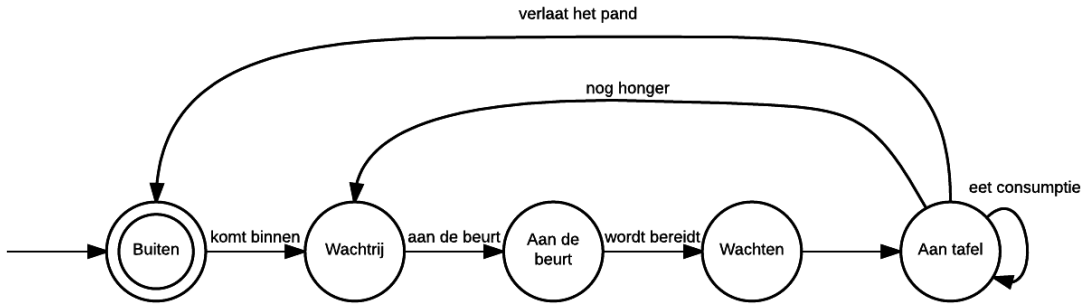 verlaat het pand
nog honger
eet consumptie
Buiten
komt binnen
Wachtrij
aan de beurt
Aan de
beurt
wordt bereidt
Wachten
Aan tafel